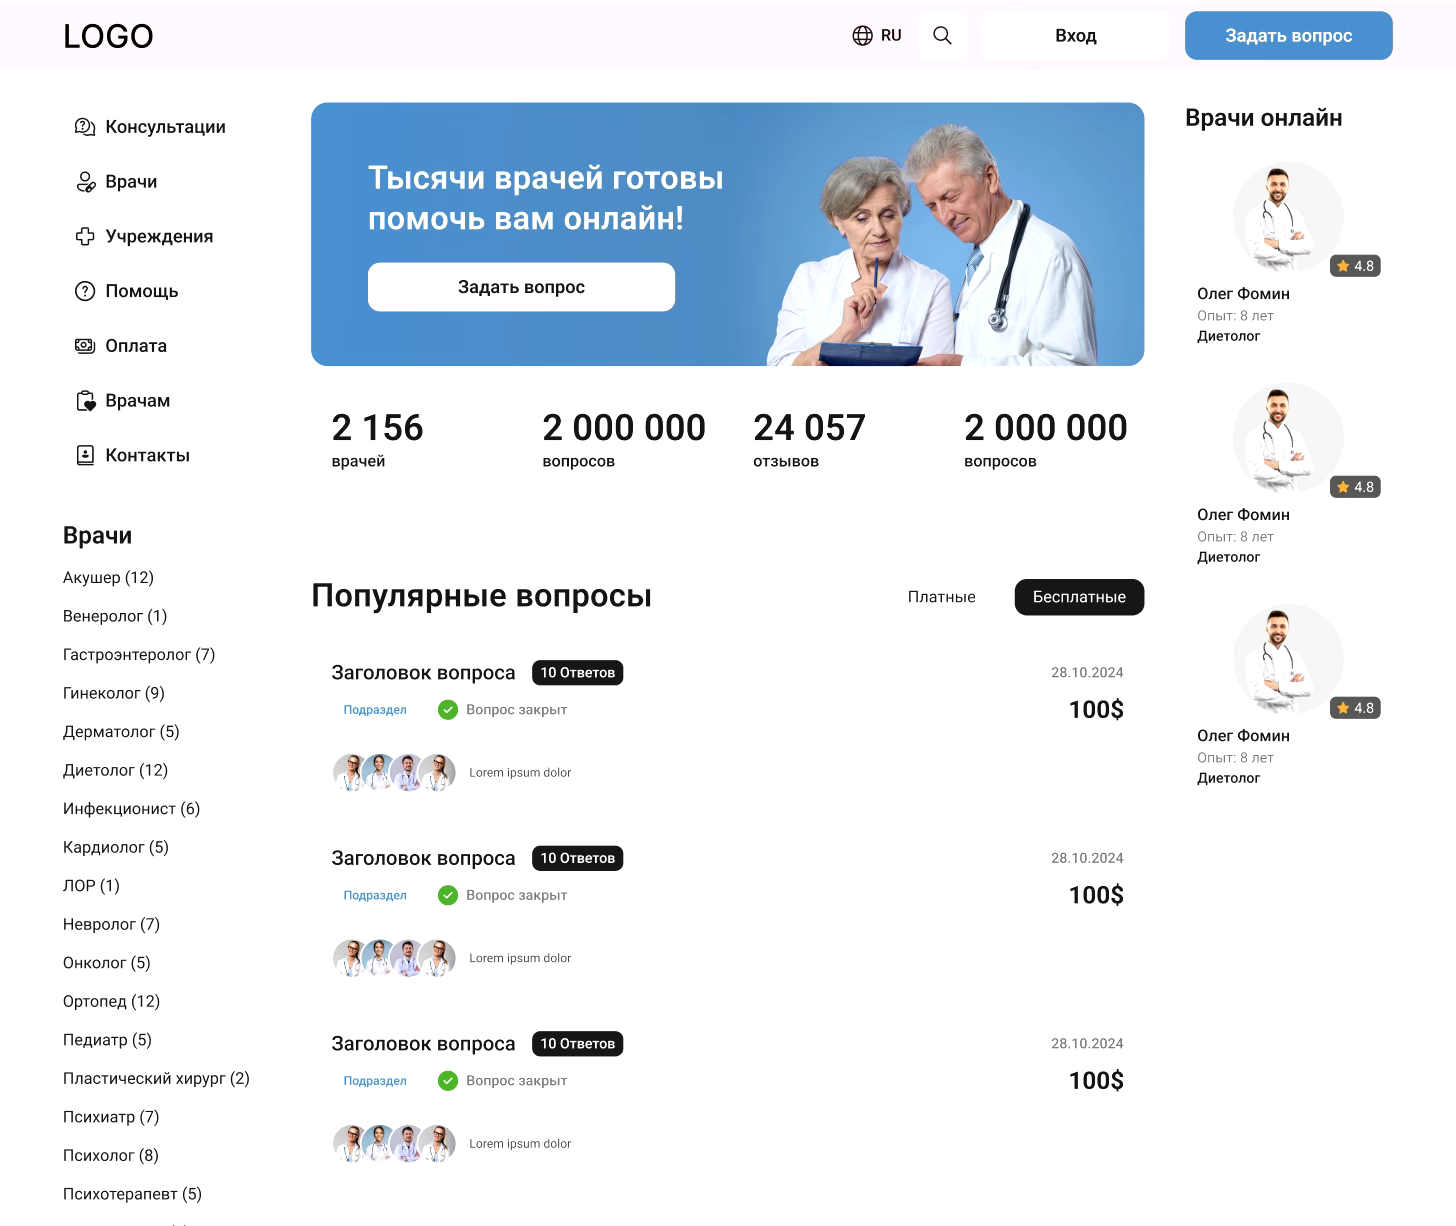 LOGO
RU
Вход
Задать вопрос
Консультации
Врачи
Учреждения
Помощь
Оплата
Врачам
Контакты
Врачи
Акушер (12)
Венеролог (1)
Гастроэнтеролог (7)
Гинеколог (9)
Дерматолог (5)
Диетолог (12)
Инфекционист (6)
Кардиолог (5)
ЛОР (1)
Невролог (7)
Онколог (5)
Ортопед (12)
Педиатр (5)
Пластический хирург (2)
Психиатр (7)
Психолог (8)
Психотерапевт (5)
Тысячи врачей готовы
помочь вам онлайн!
Задать вопрос
2 156
врачей
2 000 000
вопросов
24 057
отзывов
2 000 000
вопросов
Популярные вопросы
Платные
Бесплатные
Заголовок вопроса
10 Ответов
28.10.2024
Подраздел
Вопрос закрыт
100$
Lorem ipsum dolor
Заголовок вопроса
10 Ответов
28.10.2024
Подраздел
Вопрос закрыт
100$
Lorem ipsum dolor
Заголовок вопроса
10 Ответов
28.10.2024
Подраздел
Вопрос закрыт
100$
Lorem ipsum dolor
Врачи онлайн
4.8
Олег Фомин
Опыт: 8 лет
Диетолог
4.8
Олег Фомин
Опыт: 8 лет
Диетолог
4.8
Олег Фомин
Опыт: 8 лет
Диетолог